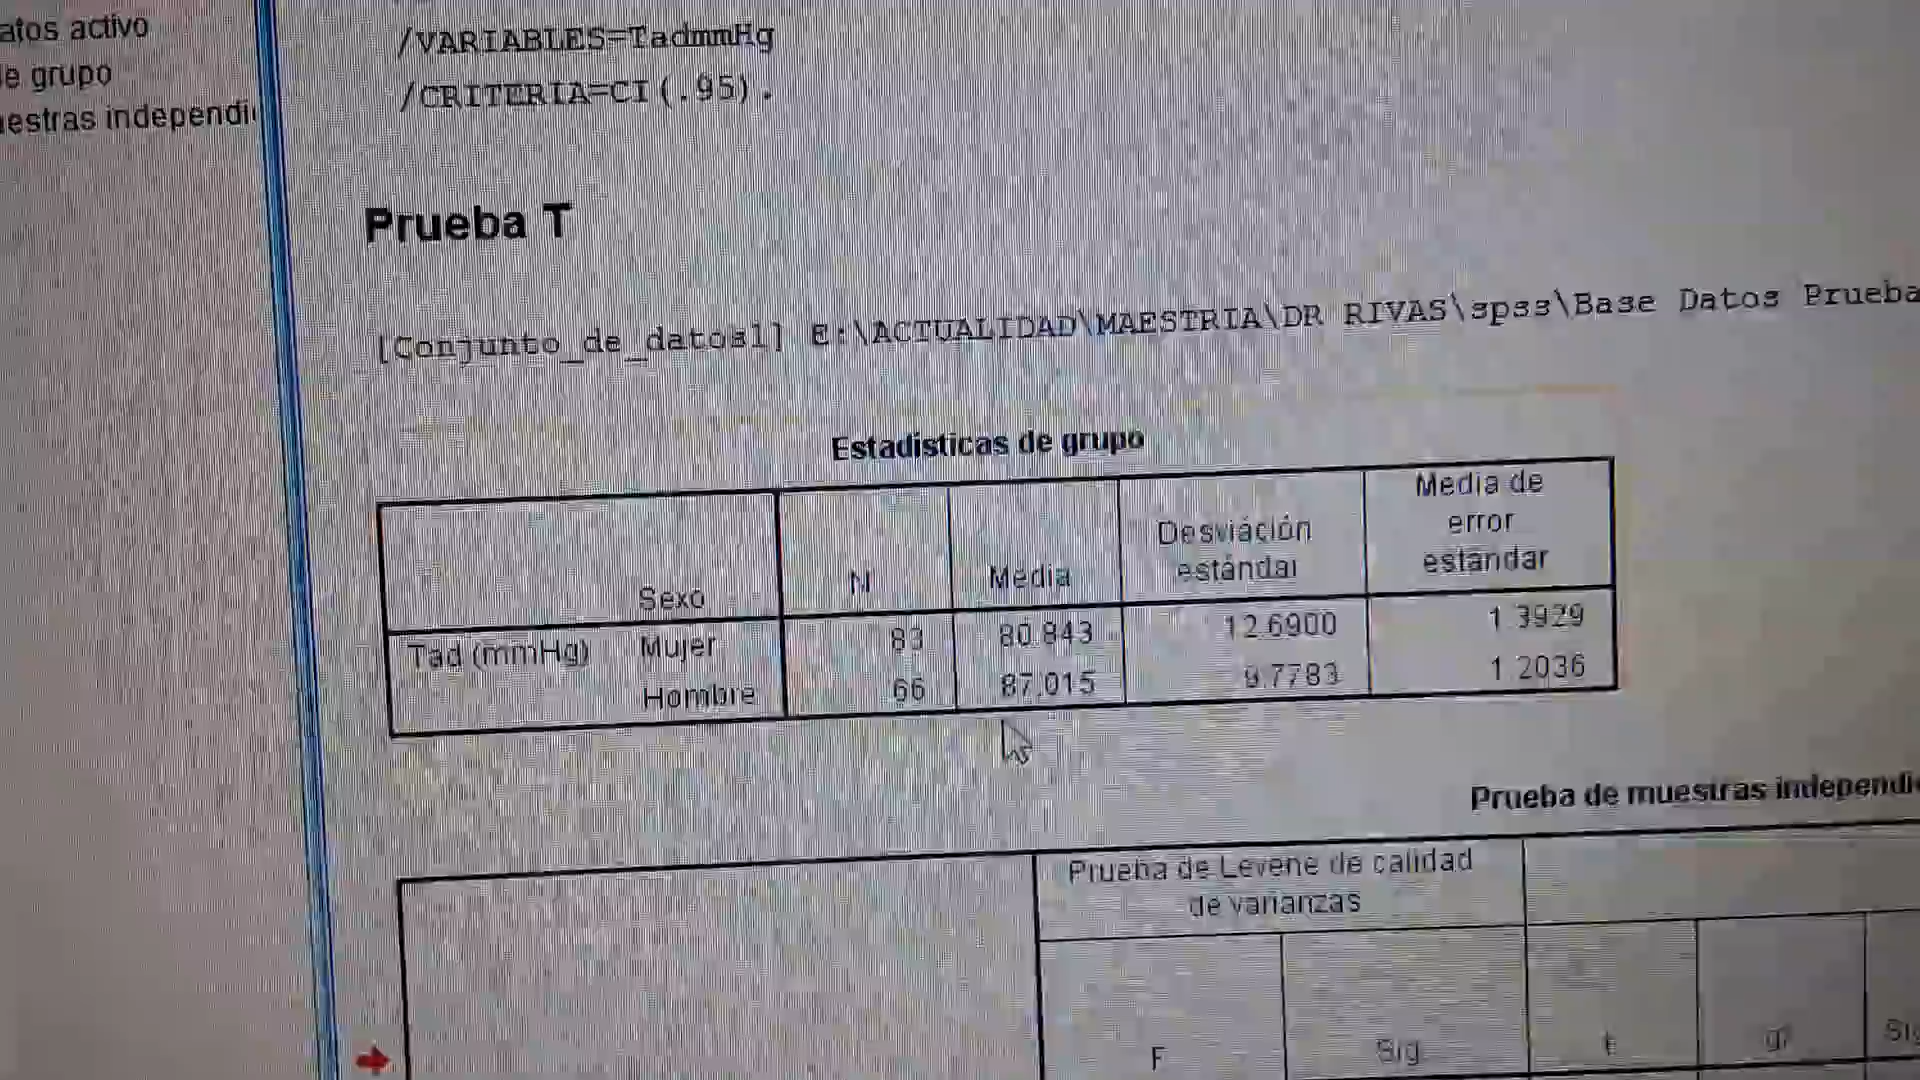 atos activo
de grupo
uestras independi
/VARIABLES=TadmmHg
/CRITERIA=CI(.95).
Prueba T
[Conjunto_de_datos1] E:\ACTUALIDAD\MAESTRIA\DR RIVAS\spss\Base Datos Prueba
Estadísticas de grupo
Sexo N Media Desviación estándar Media de error estándar
Tad (mmHg) Mujer 83 80.843 12.6900 1.3929
Hombre 66 87.015 9.7783 1.2036
Prueba de muestras independi
Prueba de Levene de calidad
de varianzas
F Sig. t gl Sig